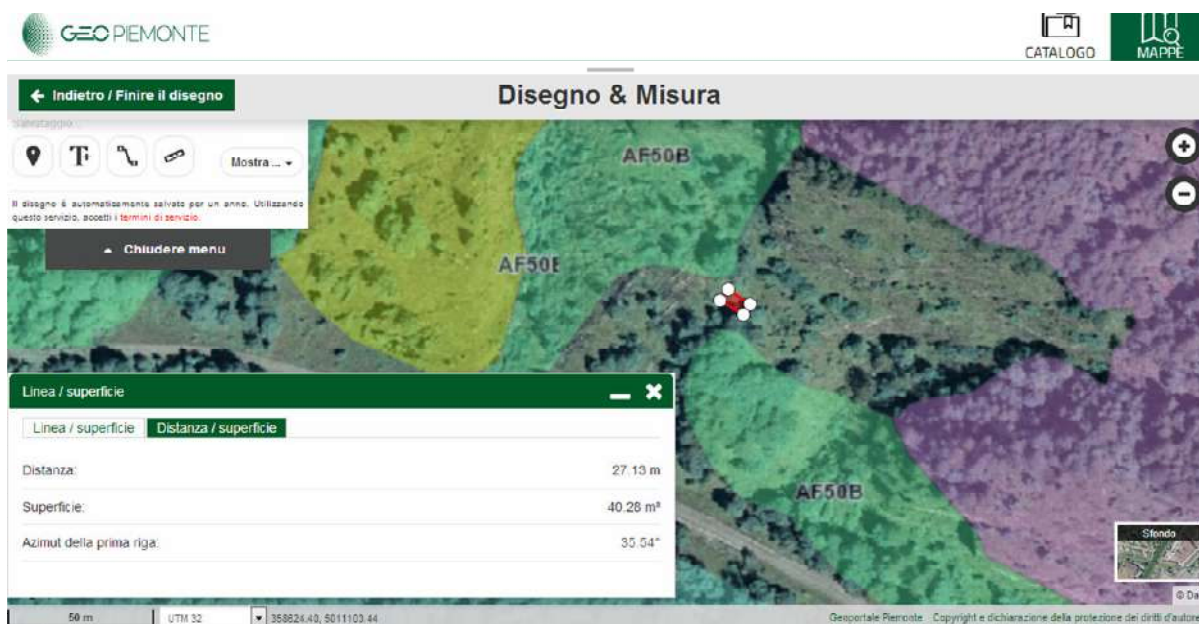 GEO PIEMONTE
CATALOGO
MAPPE
Indietro / Finire il disegno
Disegno & Misura
Salvataggio
Mostra ...
Il disegno è automaticamente salvato per un anno. Utilizzando
questo servizio, accetti i termini di servizio.
Chiudere menu
AF50B
AF50E
Linea / superficie
Linea / superficie
Distanza / superficie
Distanza:
27.13 m
Superficie:
40.28 m²
Azimut della prima riga:
35.54°
AF50B
Sfondo
© Da
50 m
UTM 32
358624.40, 5011103.44
Geoportale Piemonte
Copyright e dichiarazione della protezione dei diritti d'autore